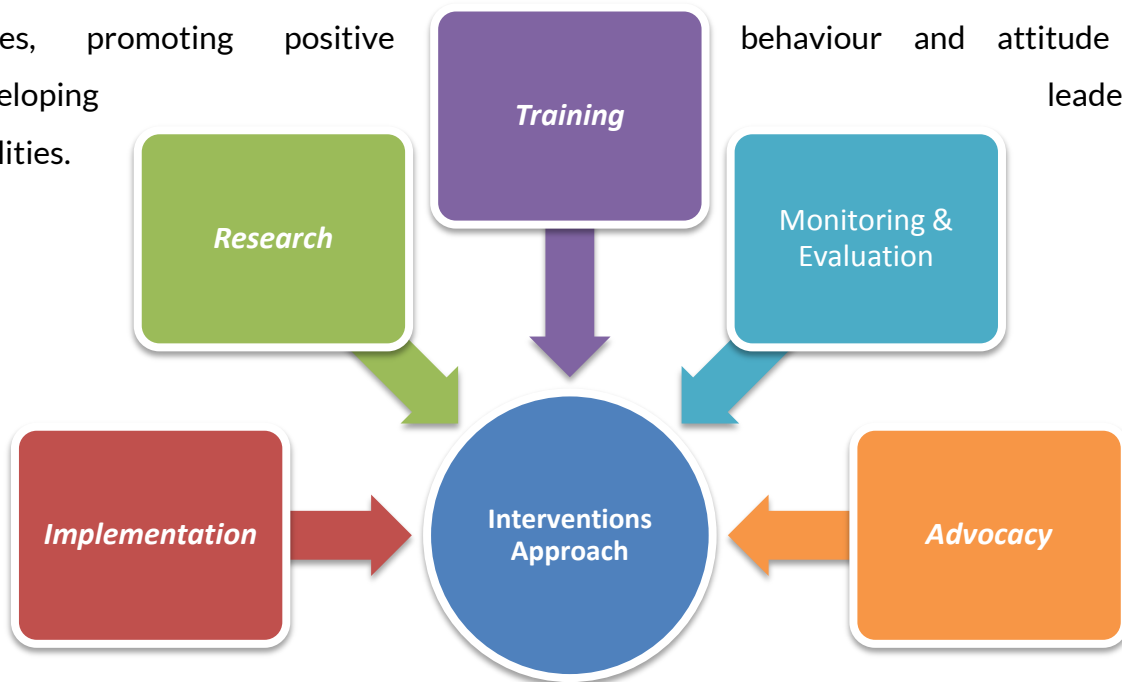 es, promoting positive behaviour and attitude
eloping leade
lities.
Training
Research
Monitoring &
Evaluation
Implementation
Interventions
Approach
Advocacy